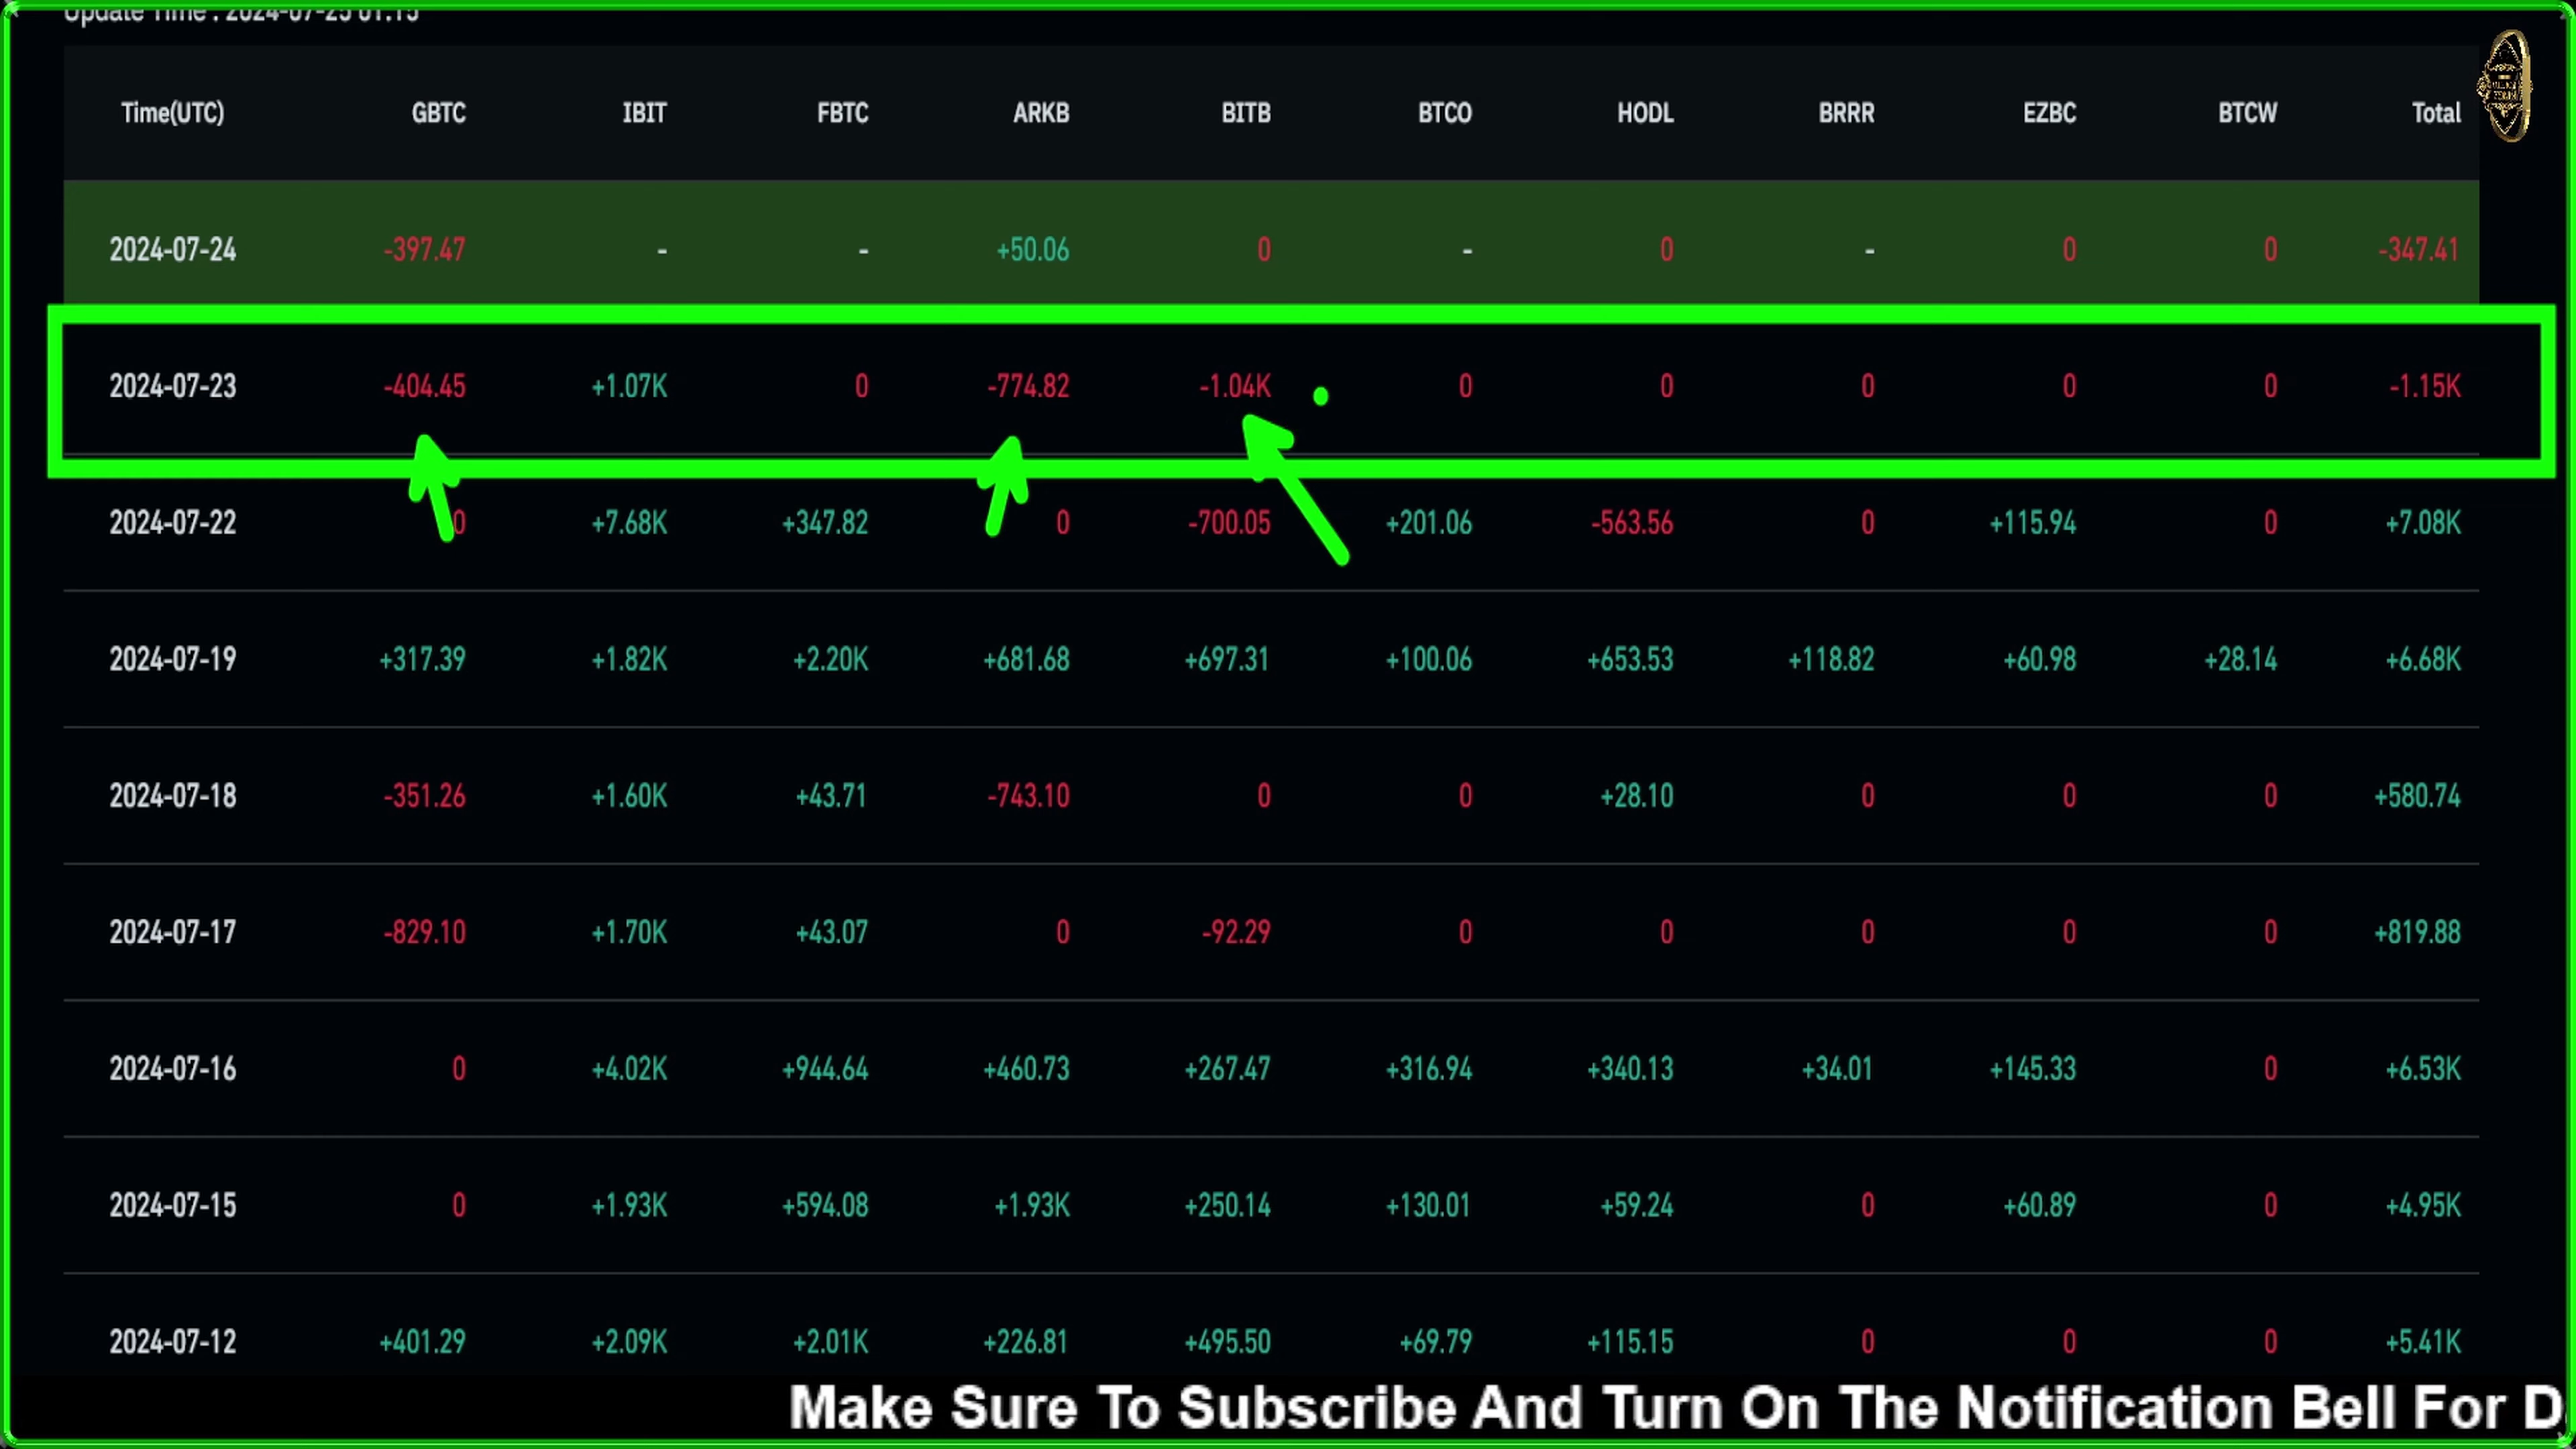 Update Time : 2024-07-25 01:15
Time(UTC) GBTC IBIT FBTC ARKB BITB BTCO HODL BRRR EZBC BTCW Total
2024-07-24 -397.47 - - +50.06 0 - 0 - 0 0 -347.41
2024-07-23 -404.45 +1.07K 0 -774.82 -1.04K 0 0 0 0 0 -1.15K
2024-07-22 0 +7.68K +347.82 0 -700.05 +201.06 -563.56 0 +115.94 0 +7.08K
2024-07-19 +317.39 +1.82K +2.20K +681.68 +697.31 +100.06 +653.53 +118.82 +60.98 +28.14 +6.68K
2024-07-18 -351.26 +1.60K +43.71 -743.10 0 0 +28.10 0 0 0 +580.74
2024-07-17 -829.10 +1.70K +43.07 0 -92.29 0 0 0 0 0 +819.88
2024-07-16 0 +4.02K +944.64 +460.73 +267.47 +316.94 +340.13 +34.01 +145.33 0 +6.53K
2024-07-15 0 +1.93K +594.08 +1.93K +250.14 +130.01 +59.24 0 +60.89 0 +4.95K
2024-07-12 +401.29 +2.09K +2.01K +226.81 +495.50 +69.79 +115.15 0 0 0 +5.41K
Make Sure To Subscribe And Turn On The Notification Bell For D